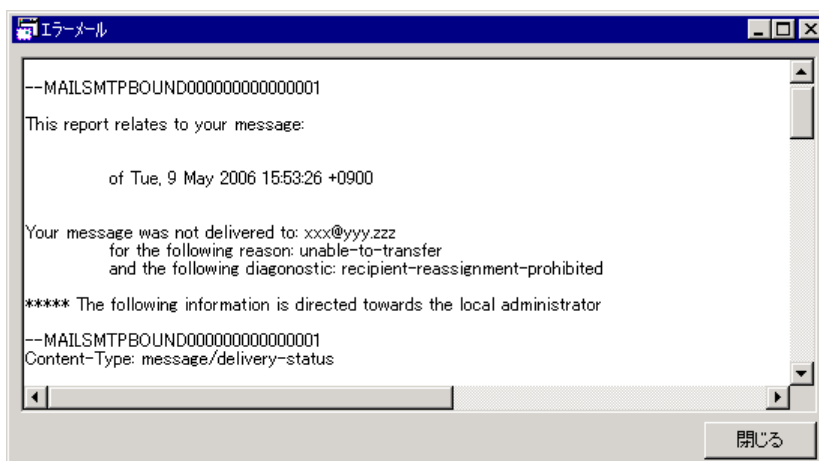 エラーメール
--MAILSMTPBOUND000000000000001
This report relates to your message:
of Tue, 9 May 2006 15:53:26 +0900
Your message was not delivered to: xxx@yyy.zzz
for the following reason: unable-to-transfer
and the following diagonostic: recipient-reassignment-prohibited
***** The following information is directed towards the local administrator
--MAILSMTPBOUND000000000000001
Content-Type: message/delivery-status
閉じる